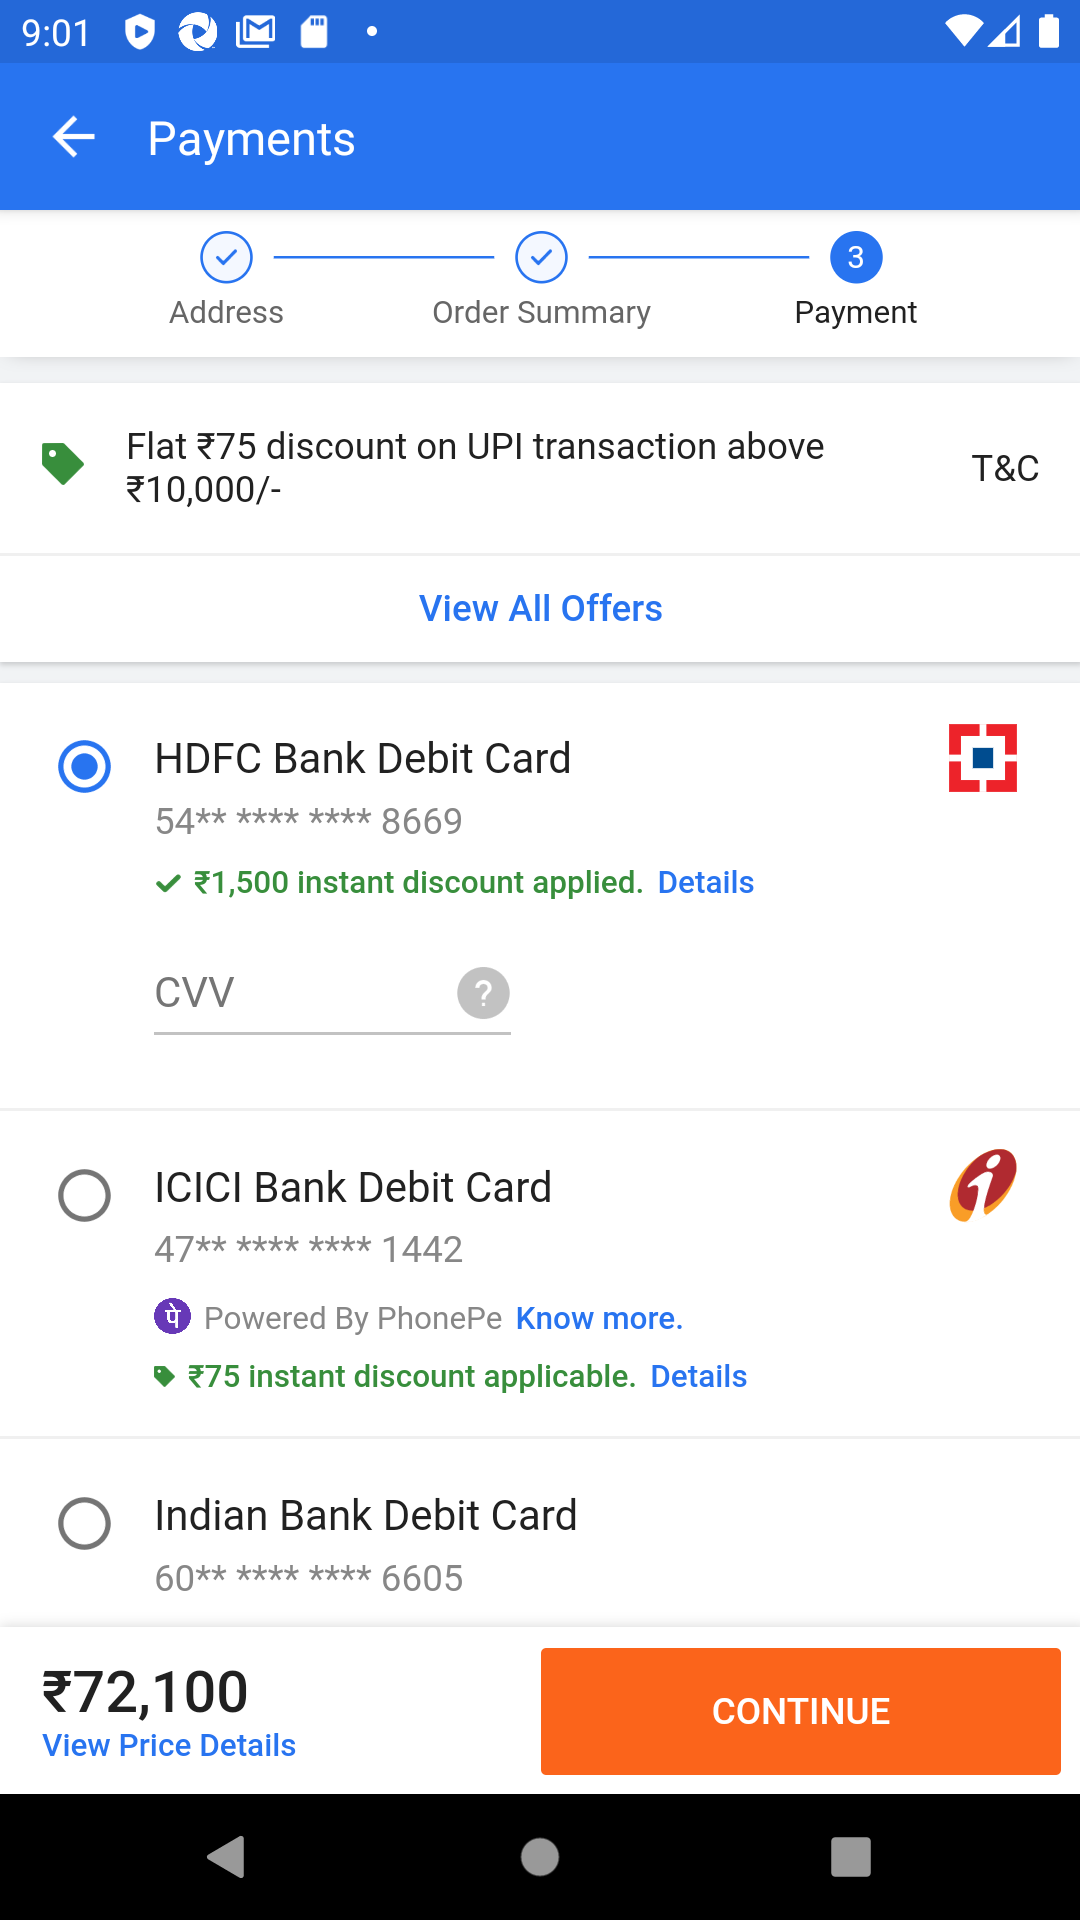 9:01
Payments
3
Address
Order Summary
Payment
Flat ₹75 discount on UPI transaction above
₹10,000/-
T&C
View All Offers
HDFC Bank Debit Card
54** **** **** 8669
₹1,500 instant discount applied. Details
CVV
?
ICICI Bank Debit Card
47** **** **** 1442
पे Powered By PhonePe Know more.
₹75 instant discount applicable. Details
Indian Bank Debit Card
60** **** **** 6605
₹72,100
View Price Details
CONTINUE